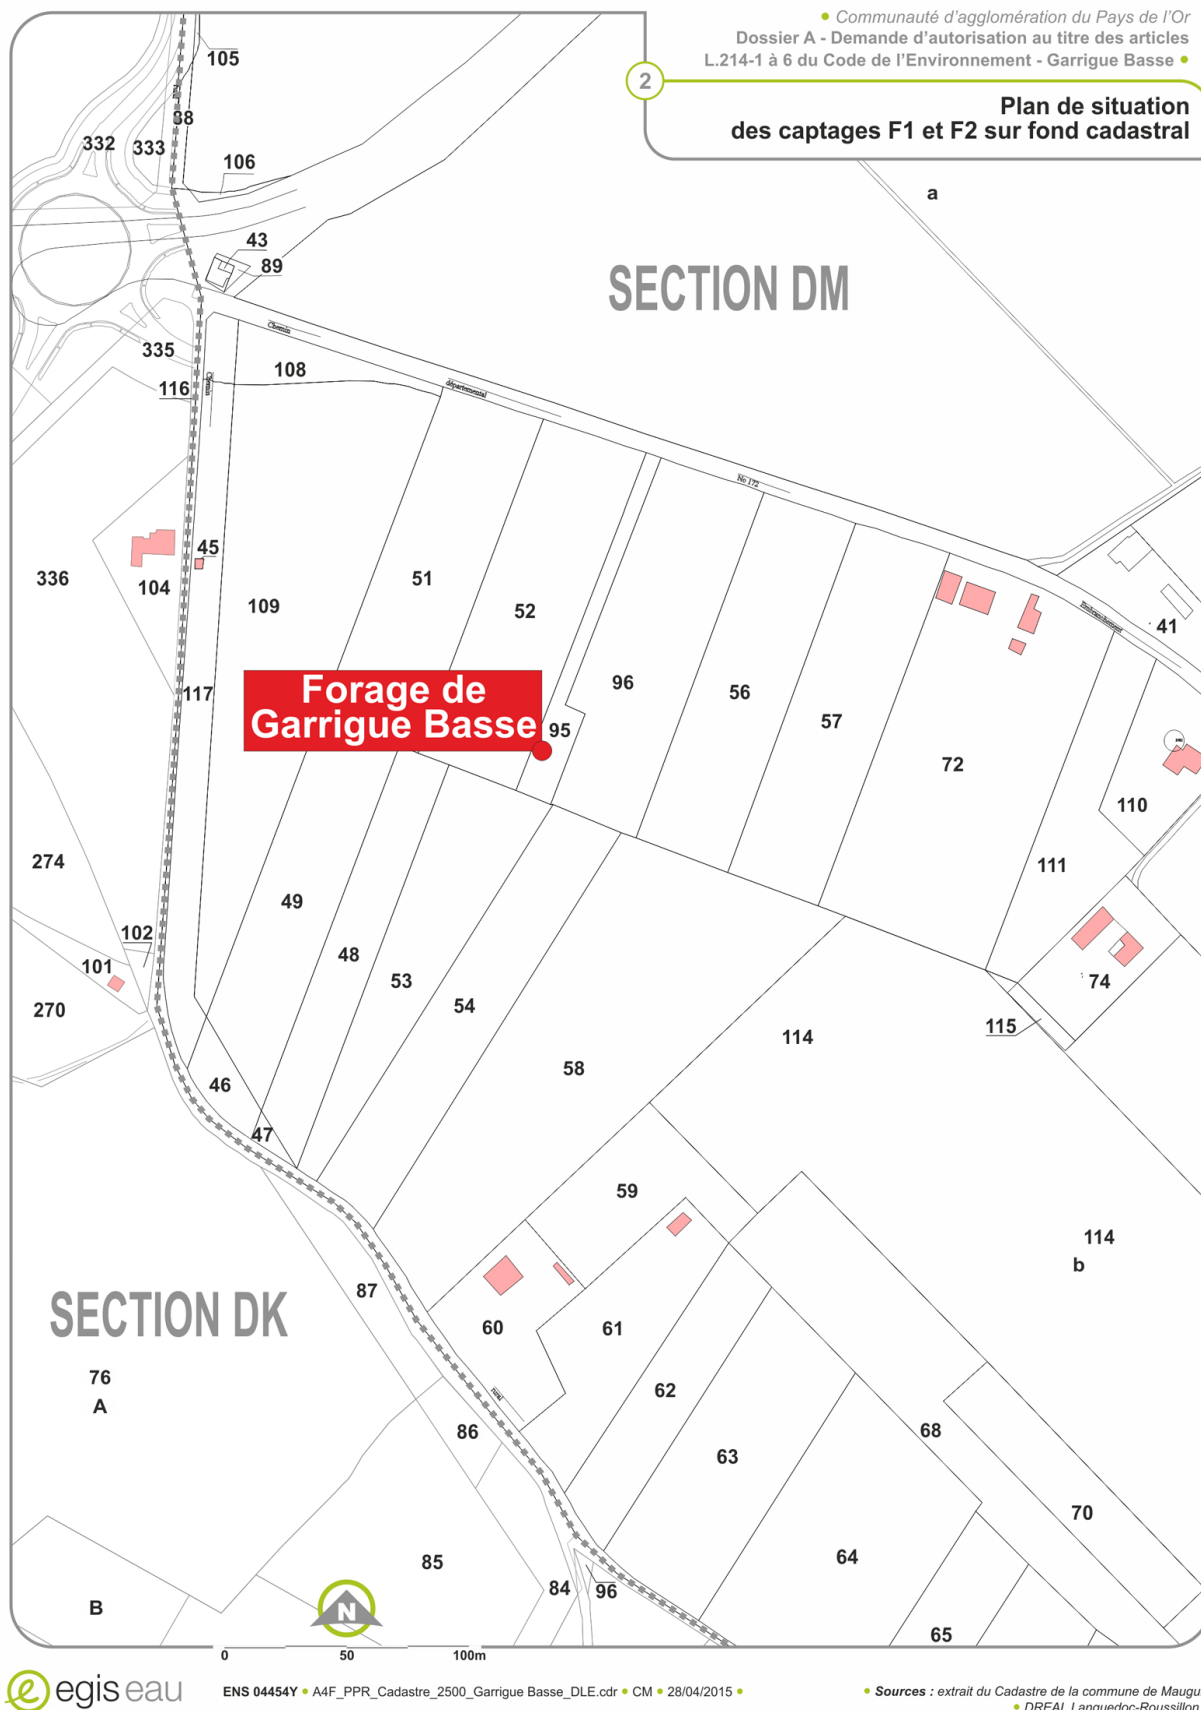 • Communauté d'agglomération du Pays de l'Or
Dossier A - Demande d'autorisation au titre des articles
L.214-1 à 6 du Code de l'Environnement - Garrigue Basse •
2
Plan de situation
des captages F1 et F2 sur fond cadastral
105
88
332
333
106
a
43
89
SECTION DM
Chemin
335
108
116
Chemin
départemental
No 172
45
336
104
109
51
52
Embranchement
41
117
Forage de
Garrigue Basse
95
96
56
57
72
110
274
111
49
102
48
101
53
74
270
54
115
114
58
46
47
59
114
b
87
SECTION DK
60
61
76
A
62
rural
86
68
63
70
85
64
84
96
B
65
N
0
50
100m
egis eau
ENS 04454Y • A4F_PPR_Cadastre_2500_Garrigue Basse_DLE.cdr • CM • 28/04/2015 •
• Sources : extrait du Cadastre de la commune de Maugu
• DREAL Languedoc-Roussillon